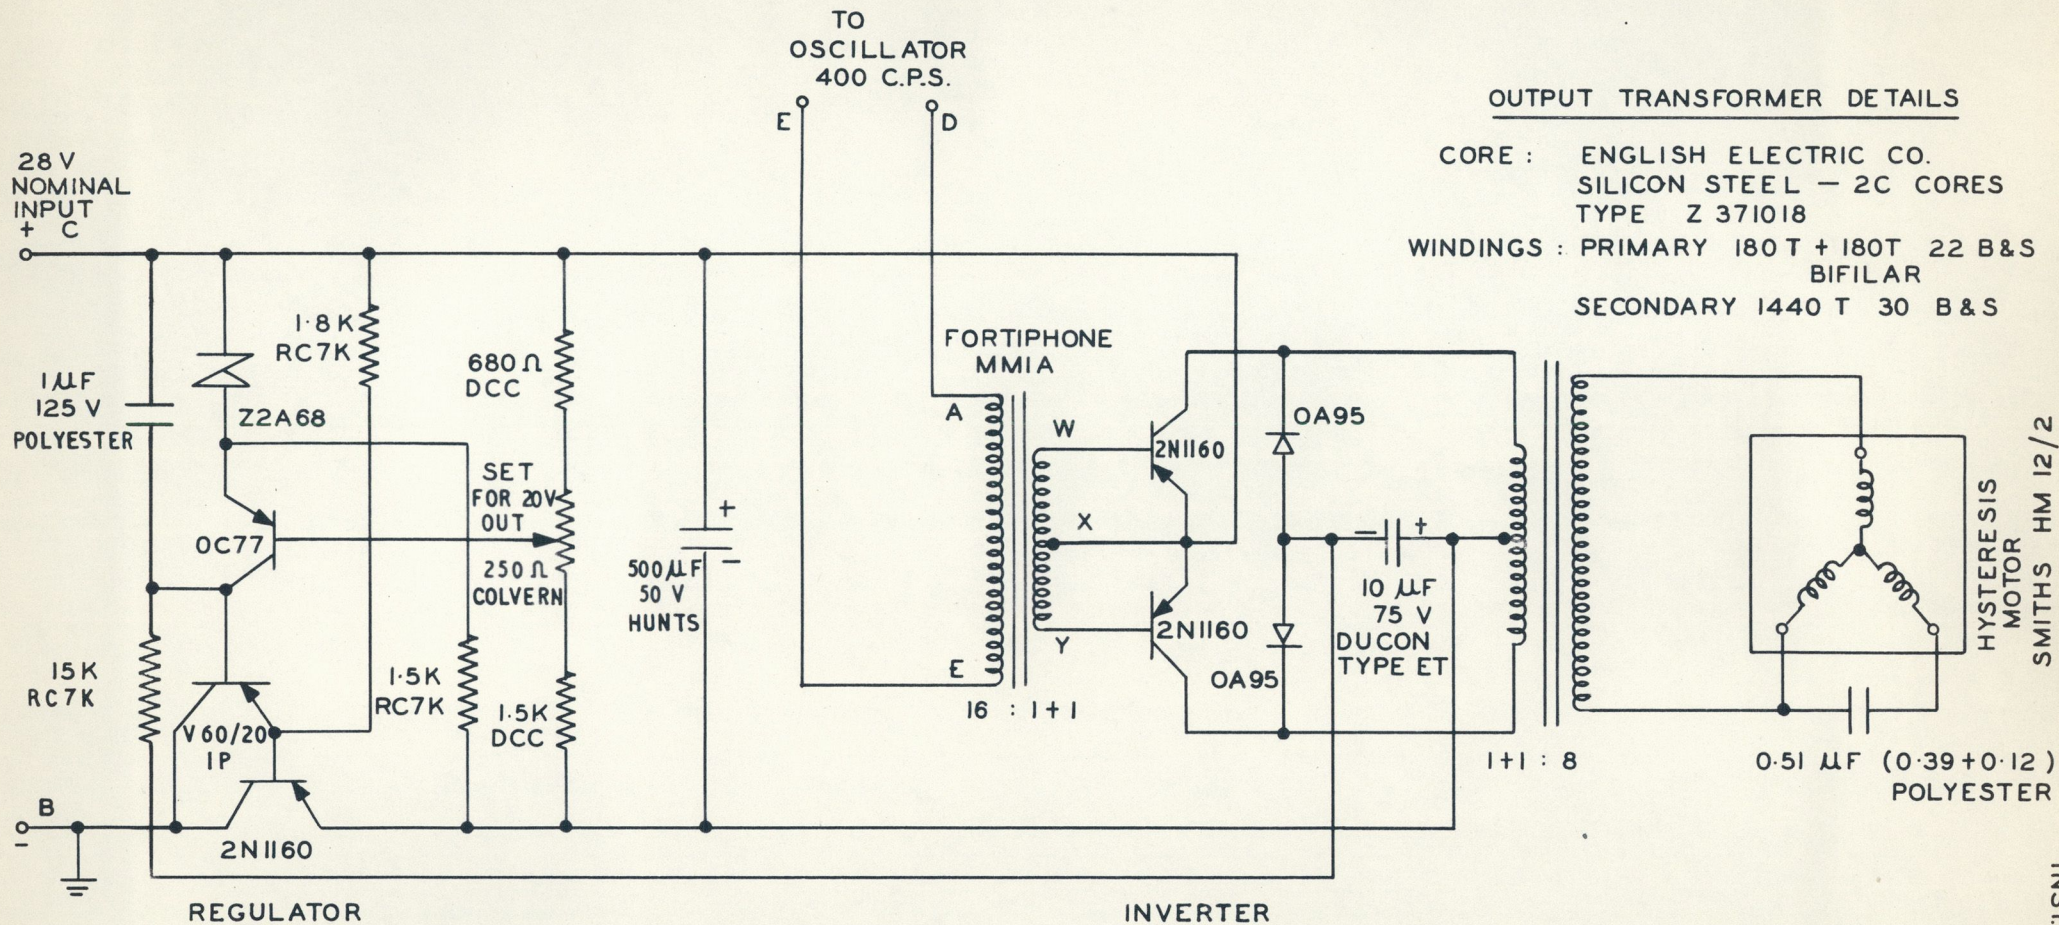 TO
OSCILLATOR
400 C.P.S.
E
D
OUTPUT TRANSFORMER DETAILS
CORE : ENGLISH ELECTRIC CO.
SILICON STEEL — 2C CORES
TYPE Z 371018
WINDINGS : PRIMARY 180 T + 180T 22 B&S
BIFILAR
SECONDARY 1440 T 30 B & S
28 V
NOMINAL
INPUT
+ C
1·8 K
RC7K
680 Ω
DCC
1 µF
125 V
POLYESTER
Z2A68
SET
FOR 20V
OUT
OC77
250 Ω
COLVERN
500 µF
50 V
HUNTS
+
−
15 K
RC7K
1·5K
RC7K
1·5K
DCC
V 60/20
1P
B
−
2N1160
REGULATOR
FORTIPHONE
MM1A
A
E
16 : 1+1
W
X
Y
2N1160
2N1160
OA95
OA95
− +
10 µF
75 V
DUCON
TYPE ET
1+1 : 8
INVERTER
HYSTERESIS
MOTOR
SMITHS HM 12/2
0·51 µF (0·39+0·12)
POLYESTER